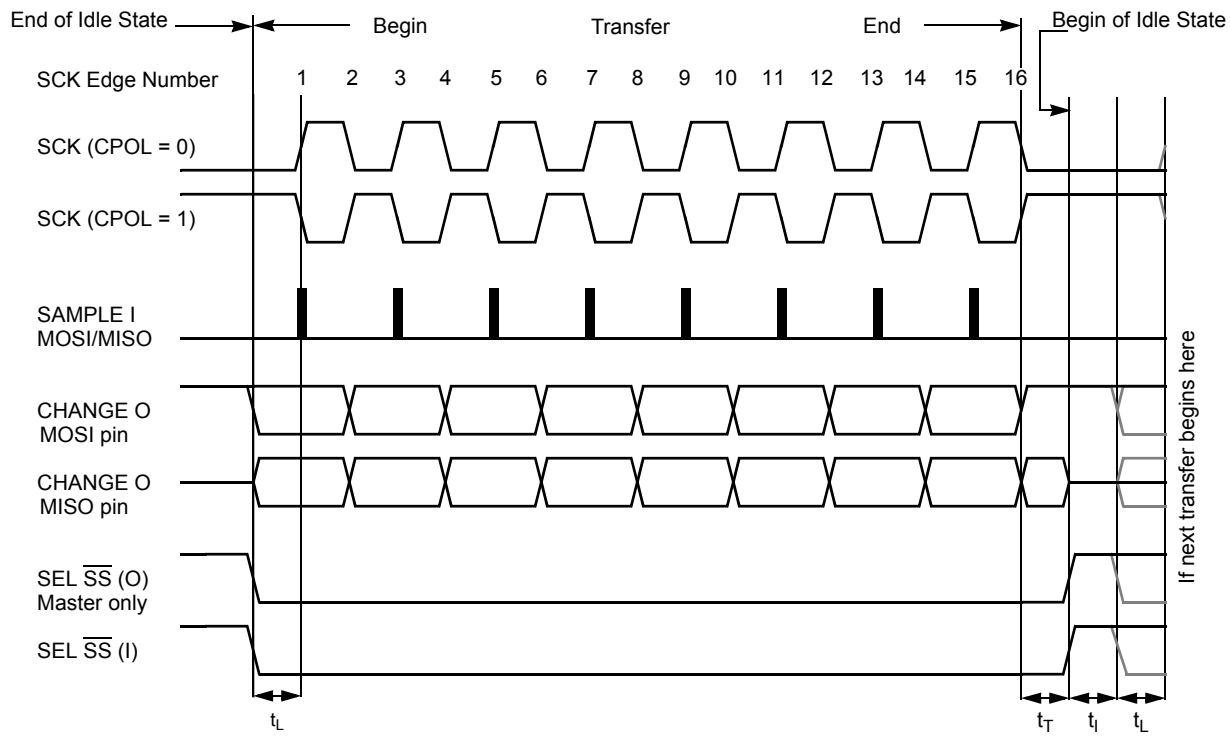 End of Idle State
Begin
Transfer
End
Begin of Idle State
SCK Edge Number
1 2 3 4 5 6 7 8 9 10 11 12 13 14 15 16
SCK (CPOL = 0)
SCK (CPOL = 1)
SAMPLE I
MOSI/MISO
CHANGE O
MOSI pin
CHANGE O
MISO pin
SEL S̅S̅ (O)
Master only
SEL S̅S̅ (I)
tL
tT
tI
tL
If next transfer begins here